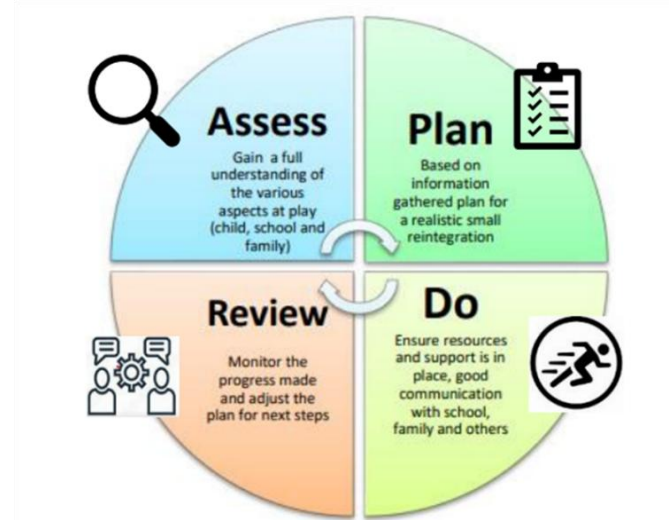 Assess
Gain a full
understanding of
the various
aspects at play
(child, school and
family)
Plan
Based on
information
gathered plan for
a realistic small
reintegration
Review
Monitor the
progress made
and adjust the
plan for next steps
Do
Ensure resources
and support is in
place, good
communication
with school,
family and others